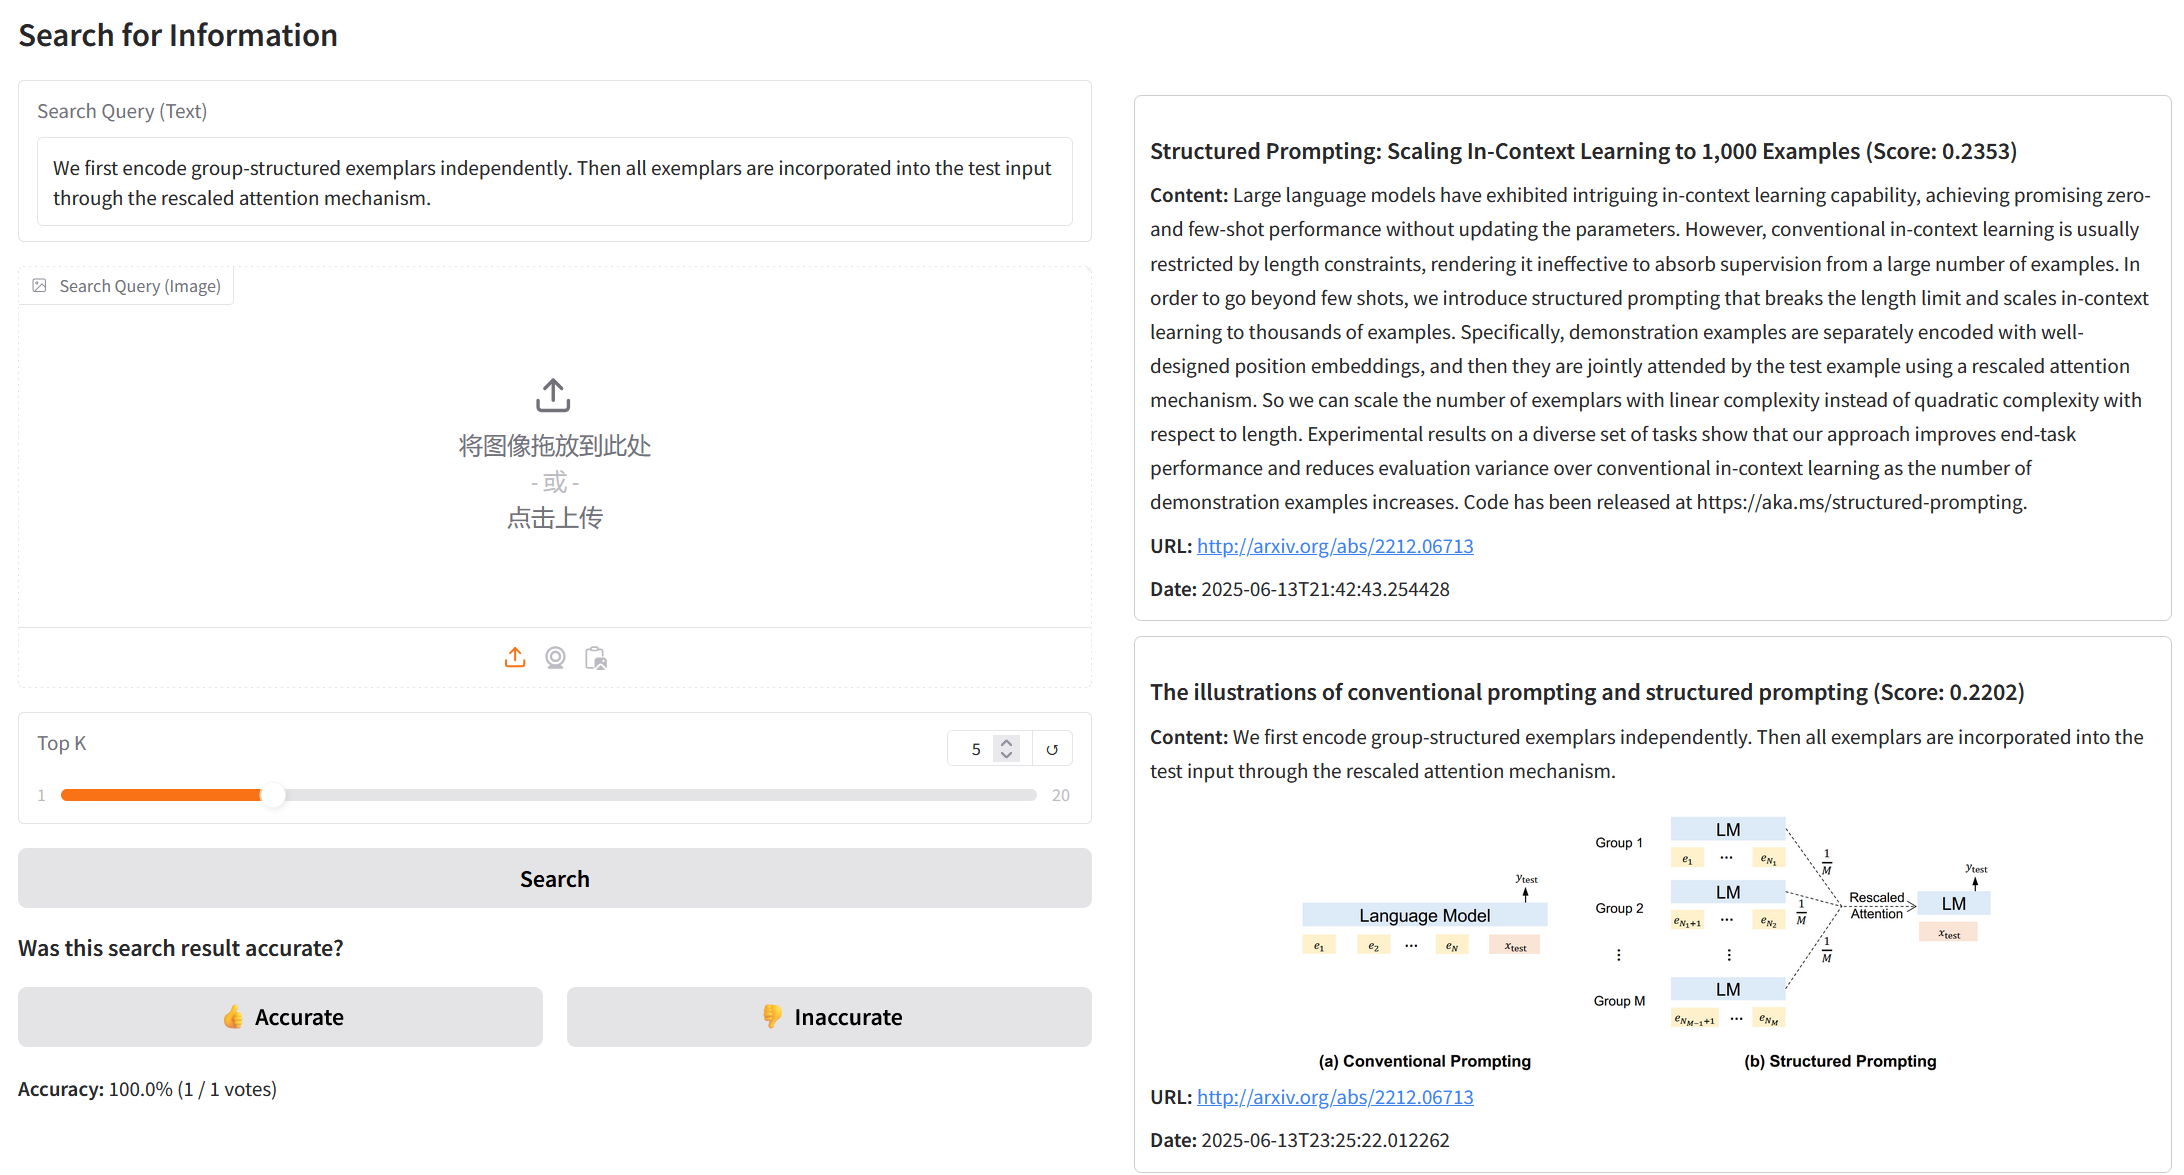 Search for Information
Search Query (Text)
We first encode group-structured exemplars independently. Then all exemplars are incorporated into the test input
through the rescaled attention mechanism.
Search Query (Image)
将图像拖放到此处
- 或 -
点击上传
Top K
5
1
20
Search
Was this search result accurate?
👍 Accurate
👎 Inaccurate
Accuracy: 100.0% (1 / 1 votes)
Structured Prompting: Scaling In-Context Learning to 1,000 Examples (Score: 0.2353)
Content: Large language models have exhibited intriguing in-context learning capability, achieving promising zero-
and few-shot performance without updating the parameters. However, conventional in-context learning is usually
restricted by length constraints, rendering it ineffective to absorb supervision from a large number of examples. In
order to go beyond few shots, we introduce structured prompting that breaks the length limit and scales in-context
learning to thousands of examples. Specifically, demonstration examples are separately encoded with well-
designed position embeddings, and then they are jointly attended by the test example using a rescaled attention
mechanism. So we can scale the number of exemplars with linear complexity instead of quadratic complexity with
respect to length. Experimental results on a diverse set of tasks show that our approach improves end-task
performance and reduces evaluation variance over conventional in-context learning as the number of
demonstration examples increases. Code has been released at https://aka.ms/structured-prompting.
URL: http://arxiv.org/abs/2212.06713
Date: 2025-06-13T21:42:43.254428
The illustrations of conventional prompting and structured prompting (Score: 0.2202)
Content: We first encode group-structured exemplars independently. Then all exemplars are incorporated into the
test input through the rescaled attention mechanism.
y_test
Language Model
e_1 e_2 ... e_N x_test
(a) Conventional Prompting
Group 1
LM
e_1 ... e_{N_1}
1/M
Group 2
LM
e_{N_1+1} ... e_{N_2}
1/M
⋮ ⋮
1/M
Group M
LM
e_{N_{M-1}+1} ... e_{N_M}
Rescaled
Attention
y_test
LM
x_test
(b) Structured Prompting
URL: http://arxiv.org/abs/2212.06713
Date: 2025-06-13T23:25:22.012262